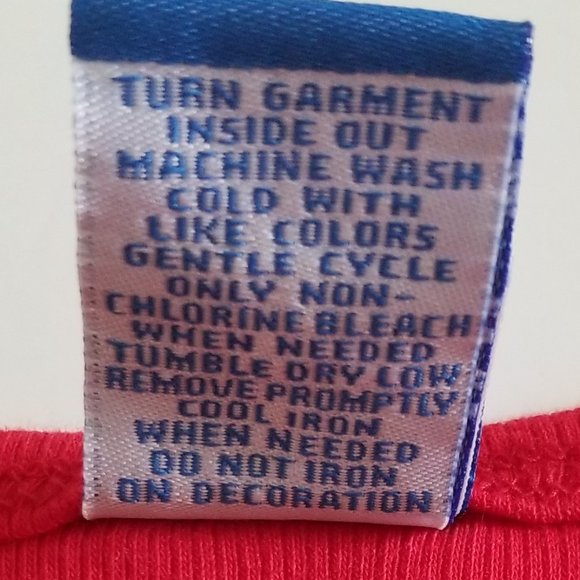 TURN GARMENT
INSIDE OUT
MACHINE WASH
COLD WITH
LIKE COLORS
GENTLE CYCLE
ONLY NON-
CHLORINE BLEACH
WHEN NEEDED
TUMBLE DRY LOW
REMOVE PROMPTLY
COOL IRON
WHEN NEEDED
DO NOT IRON
ON DECORATION